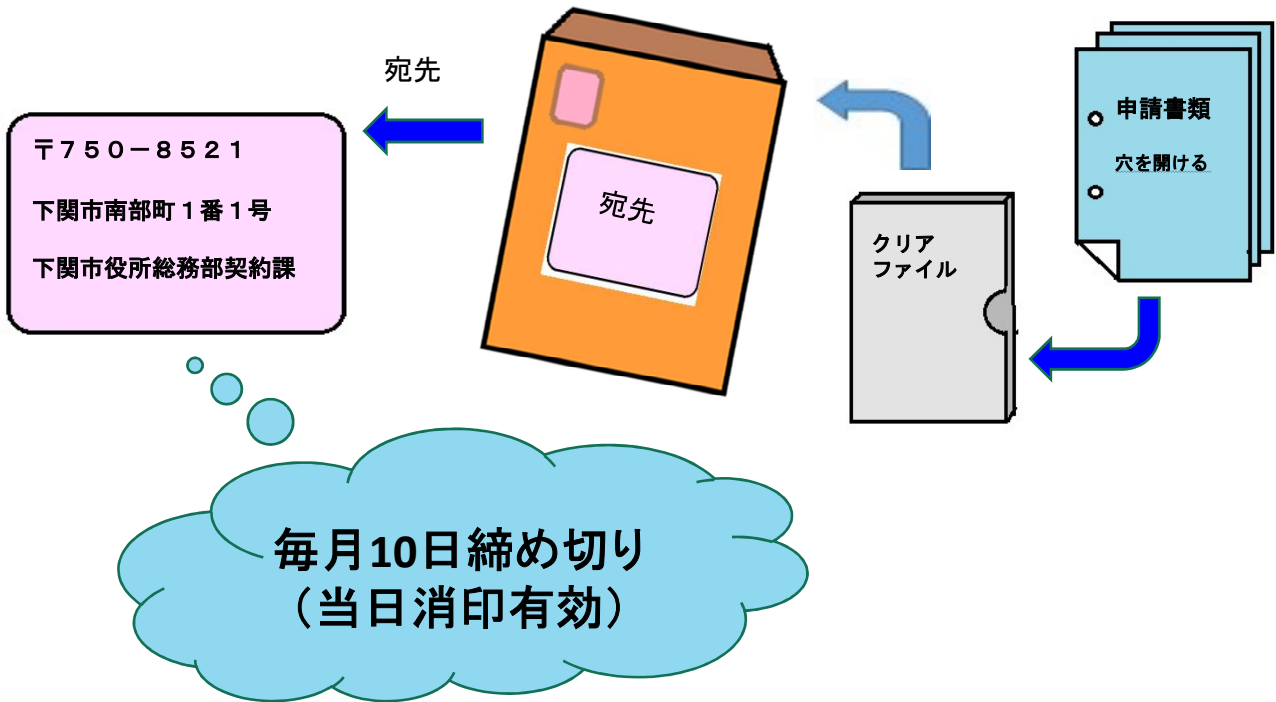 宛先
〒７５０－８５２１
下関市南部町１番１号
下関市役所総務部契約課
宛先
クリア
ファイル
申請書類
穴を開ける
毎月10日締め切り
（当日消印有効）